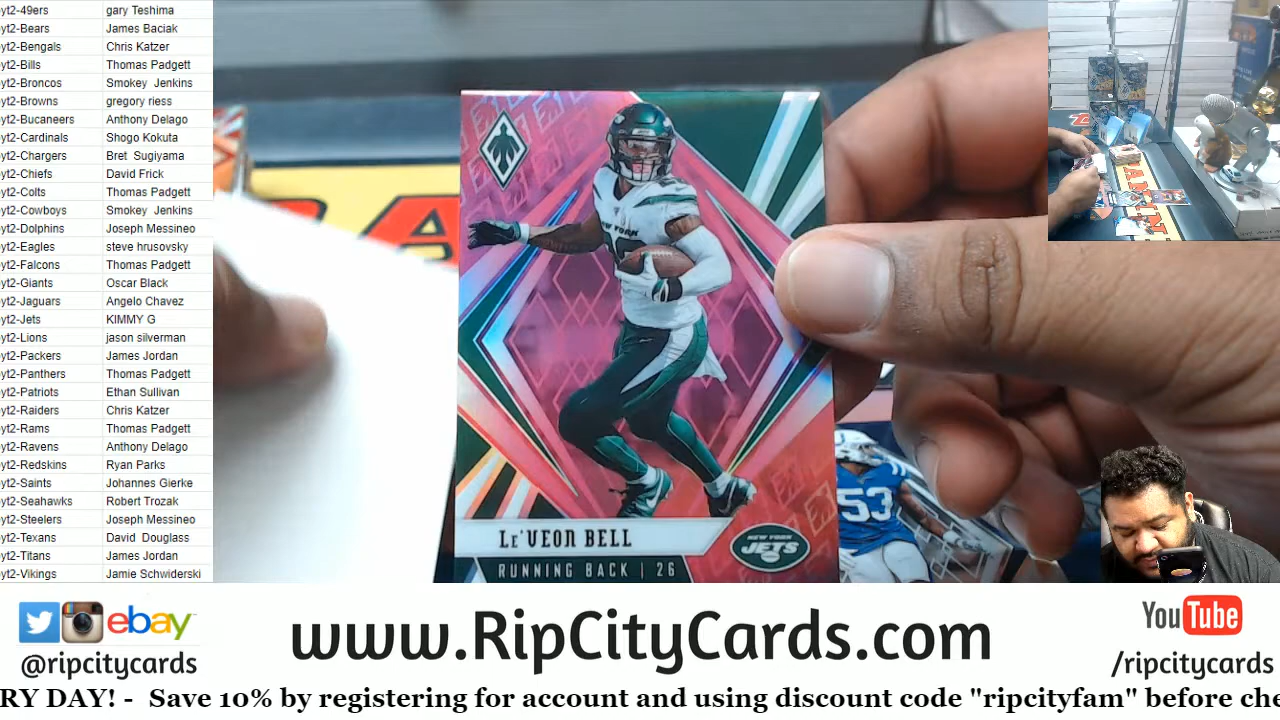 yt2-49ers gary Teshima
yt2-Bears James Baciak
yt2-Bengals Chris Katzer
yt2-Bills Thomas Padgett
yt2-Broncos Smokey Jenkins
yt2-Browns gregory riess
yt2-Bucaneers Anthony Delago
yt2-Cardinals Shogo Kokuta
yt2-Chargers Bret Sugiyama
yt2-Chiefs David Frick
yt2-Colts Thomas Padgett
yt2-Cowboys Smokey Jenkins
yt2-Dolphins Joseph Messineo
yt2-Eagles steve hrusovsky
yt2-Falcons Thomas Padgett
yt2-Giants Oscar Black
yt2-Jaguars Angelo Chavez
yt2-Jets KIMMY G
yt2-Lions jason silverman
yt2-Packers James Jordan
yt2-Panthers Thomas Padgett
yt2-Patriots Ethan Sullivan
yt2-Raiders Chris Katzer
yt2-Rams Thomas Padgett
yt2-Ravens Anthony Delago
yt2-Redskins Ryan Parks
yt2-Saints Johannes Gierke
yt2-Seahawks Robert Trozak
yt2-Steelers Joseph Messineo
yt2-Texans David Douglass
yt2-Titans James Jordan
yt2-Vikings Jamie Schwiderski
NEW YORK
53
LE'VEON BELL
RUNNING BACK | 26
NEW YORK
JETS
ebay
@ripcitycards
www.RipCityCards.com
YouTube
/ripcitycards
RY DAY! - Save 10% by registering for account and using discount code "ripcityfam" before che